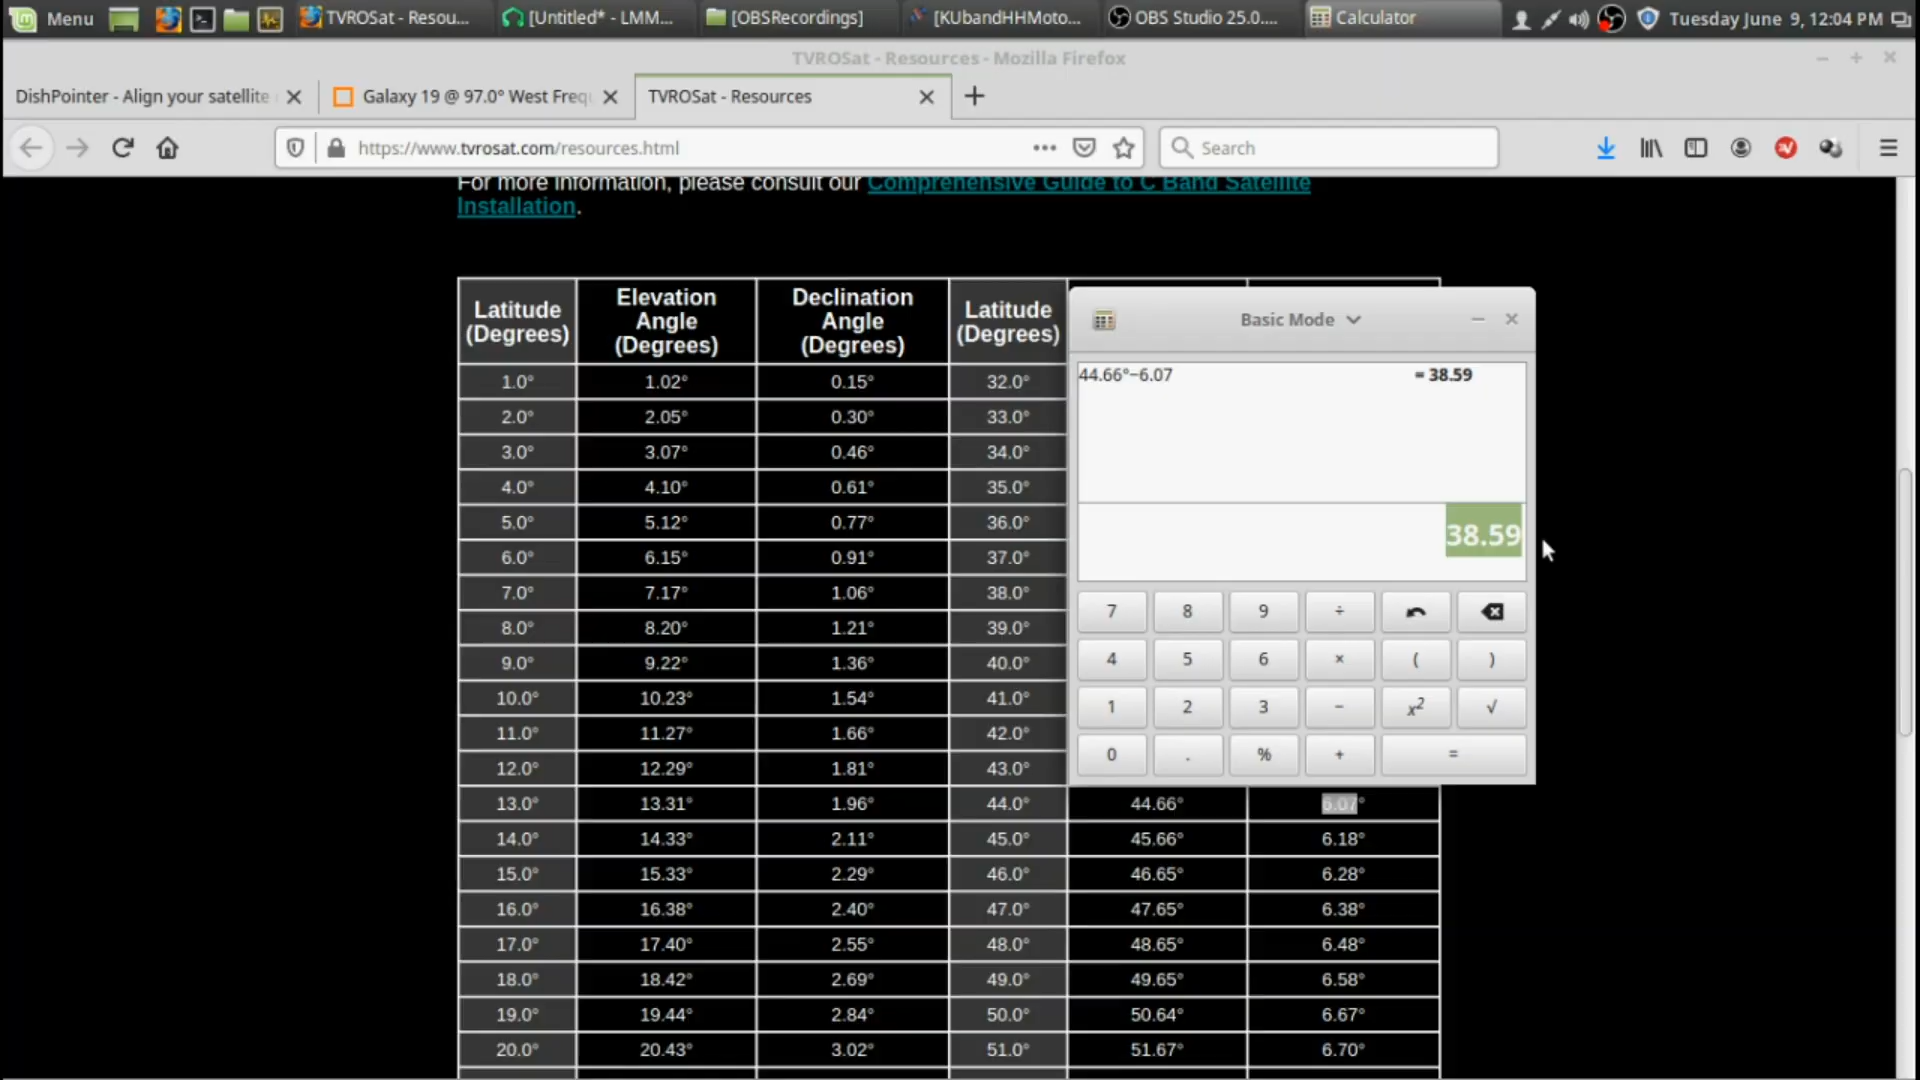 Menu
TVROSat - Resou...
[Untitled* - LMM...
[OBSRecordings]
[KUbandHHMoto...
OBS Studio 25.0....
Calculator
Tuesday June 9, 12:04 PM
TVROSat - Resources - Mozilla Firefox
DishPointer - Align your satellite
Galaxy 19 @ 97.0° West Freq
TVROSat - Resources
https://www.tvrosat.com/resources.html
Search
For more information, please consult our Comprehensive Guide to C Band Satellite
Installation.
Latitude (Degrees) Elevation Angle (Degrees) Declination Angle (Degrees) Latitude (Degrees)
1.0° 1.02° 0.15° 32.0°
2.0° 2.05° 0.30° 33.0°
3.0° 3.07° 0.46° 34.0°
4.0° 4.10° 0.61° 35.0°
5.0° 5.12° 0.77° 36.0°
6.0° 6.15° 0.91° 37.0°
7.0° 7.17° 1.06° 38.0°
8.0° 8.20° 1.21° 39.0°
9.0° 9.22° 1.36° 40.0°
10.0° 10.23° 1.54° 41.0°
11.0° 11.27° 1.66° 42.0°
12.0° 12.29° 1.81° 43.0°
13.0° 13.31° 1.96° 44.0° 44.66° 6.07°
14.0° 14.33° 2.11° 45.0° 45.66° 6.18°
15.0° 15.33° 2.29° 46.0° 46.65° 6.28°
16.0° 16.38° 2.40° 47.0° 47.65° 6.38°
17.0° 17.40° 2.55° 48.0° 48.65° 6.48°
18.0° 18.42° 2.69° 49.0° 49.65° 6.58°
19.0° 19.44° 2.84° 50.0° 50.64° 6.67°
20.0° 20.43° 3.02° 51.0° 51.67° 6.70°
Basic Mode
44.66°−6.07 = 38.59
38.59
7 8 9 ÷
4 5 6 × ( )
1 2 3 − x² √
0 . % + =